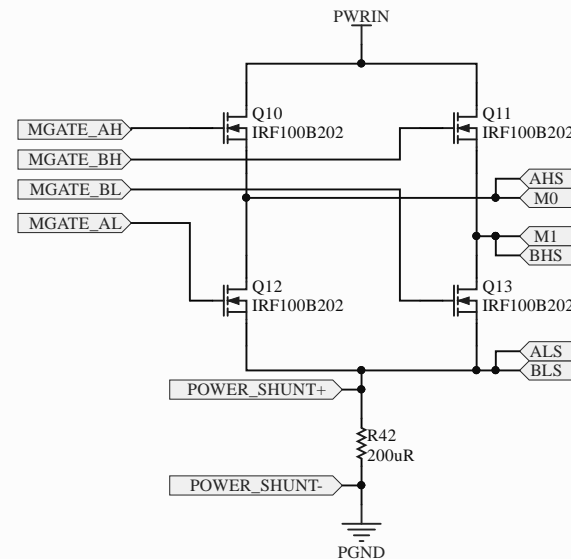 PWRIN
Q10
IRF100B202
Q11
IRF100B202
MGATE_AH
MGATE_BH
MGATE_BL
MGATE_AL
AHS
M0
M1
BHS
Q12
IRF100B202
Q13
IRF100B202
ALS
BLS
POWER_SHUNT+
R42
200uR
POWER_SHUNT-
PGND